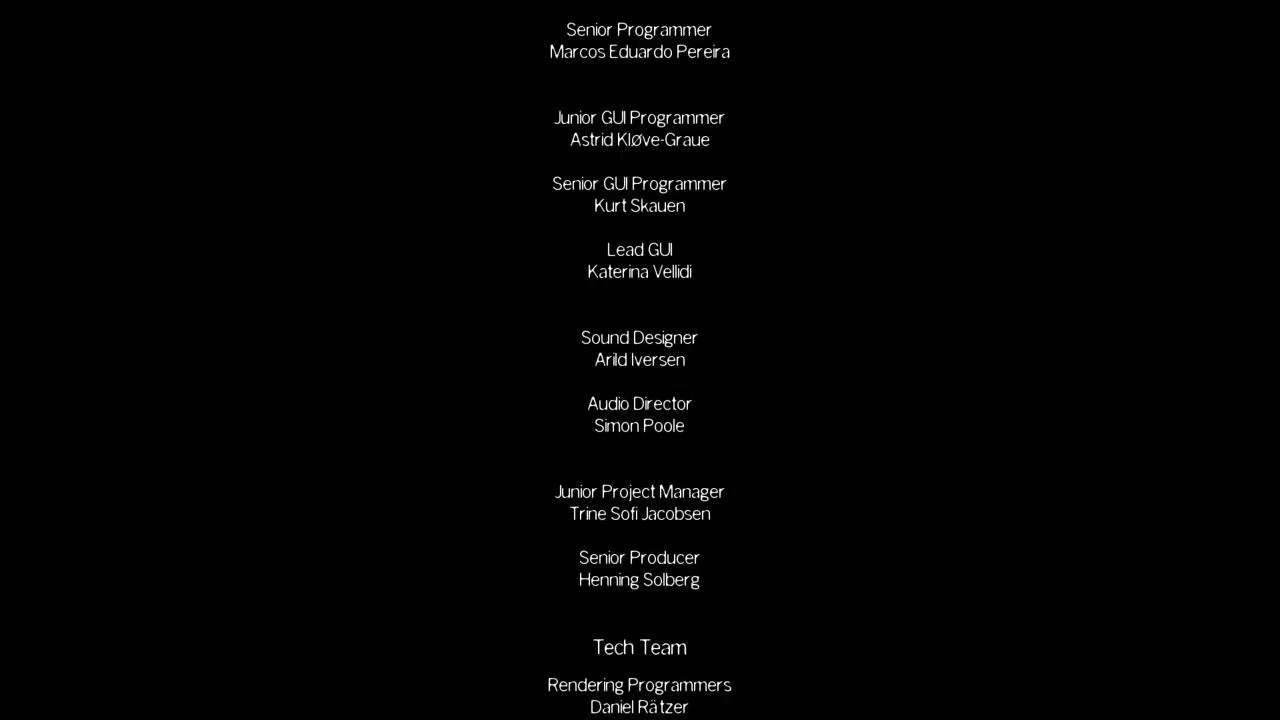 Senior Programmer
Marcos Eduardo Pereira
Junior GUI Programmer
Astrid Kløve-Graue
Senior GUI Programmer
Kurt Skauen
Lead GUI
Katerina Vellidi
Sound Designer
Arild Iversen
Audio Director
Simon Poole
Junior Project Manager
Trine Sofi Jacobsen
Senior Producer
Henning Solberg
Tech Team
Rendering Programmers
Daniel Rätzer